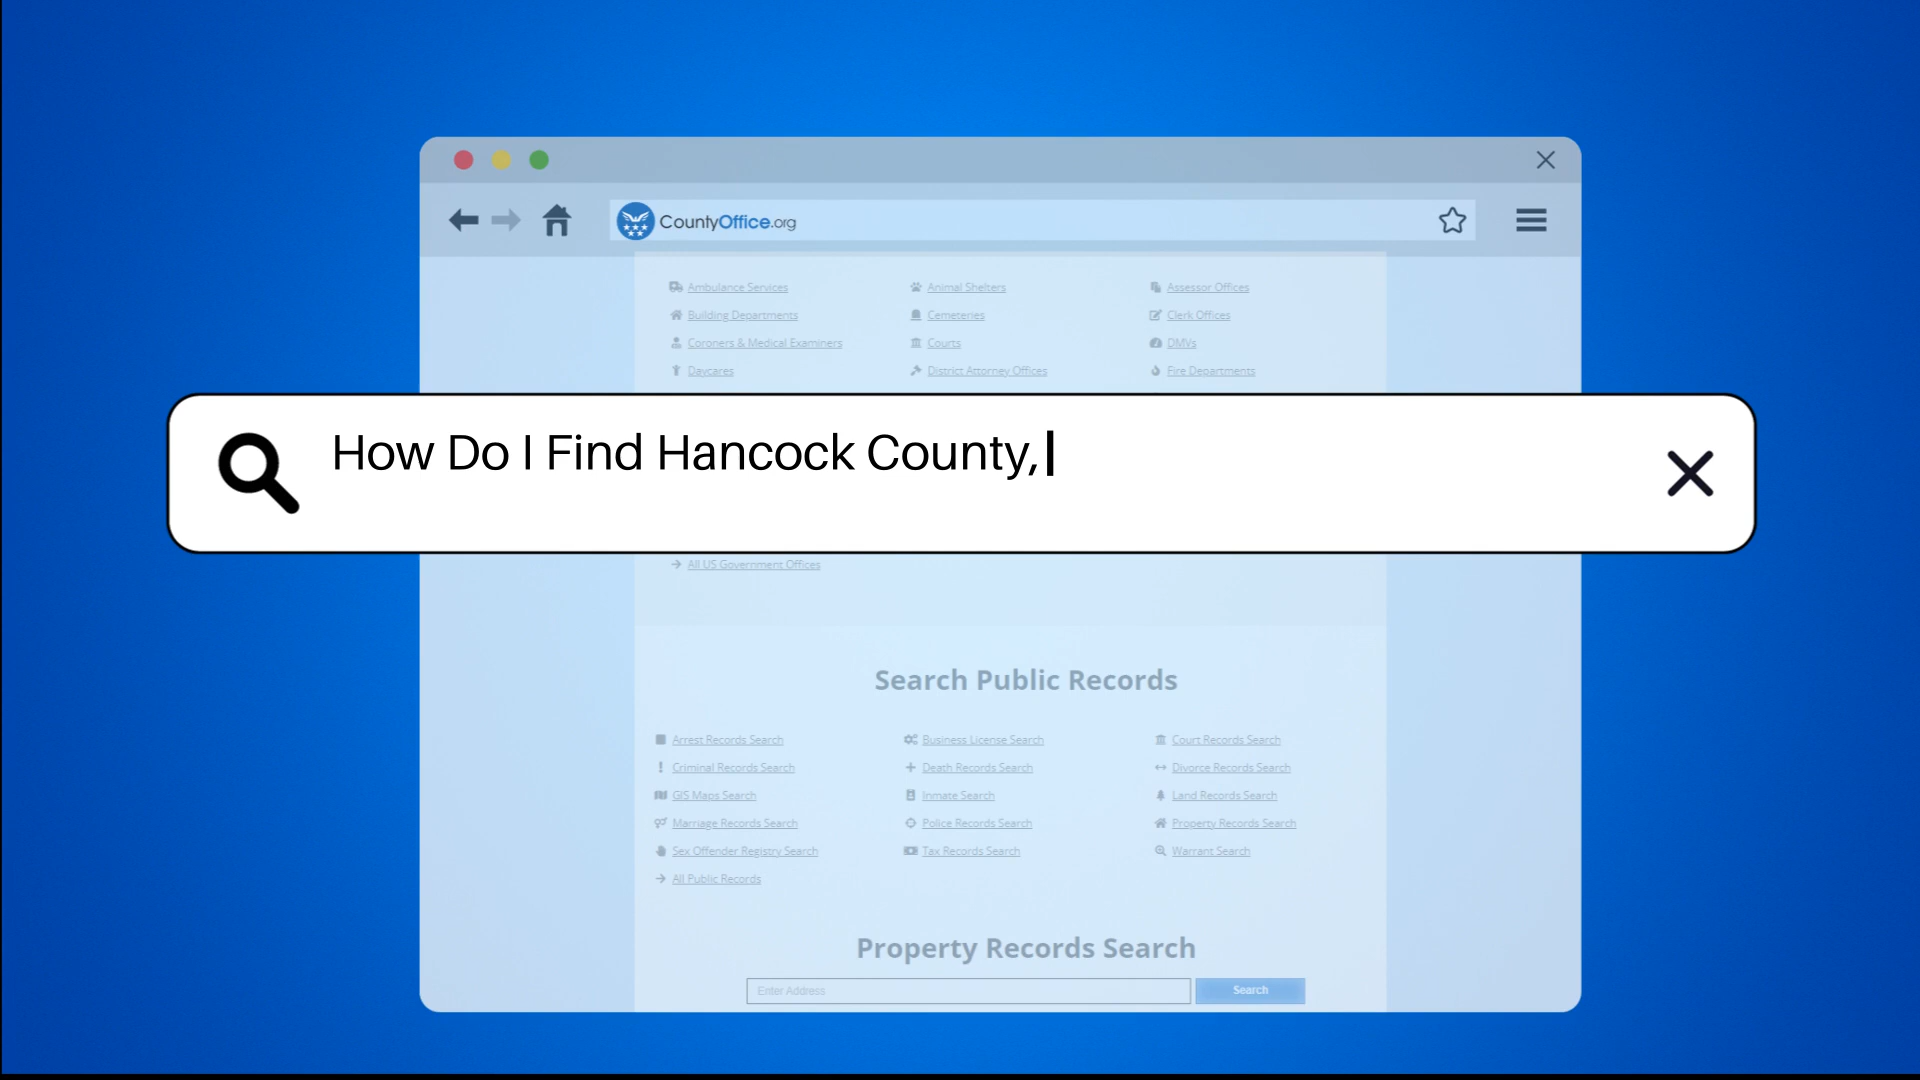 CountyOffice.org
Ambulance Services Animal Shelters Assessor Offices
Building Departments Cemeteries Clerk Offices
Coroners & Medical Examiners Courts DMVs
Daycares District Attorney Offices Fire Departments
How Do I Find Hancock County,
All US Government Offices
Search Public Records
Arrest Records Search Business License Search Court Records Search
Criminal Records Search Death Records Search Divorce Records Search
GIS Maps Search Inmate Search Land Records Search
Marriage Records Search Police Records Search Property Records Search
Sex Offender Registry Search Tax Records Search Warrant Search
All Public Records
Property Records Search
Enter Address Search